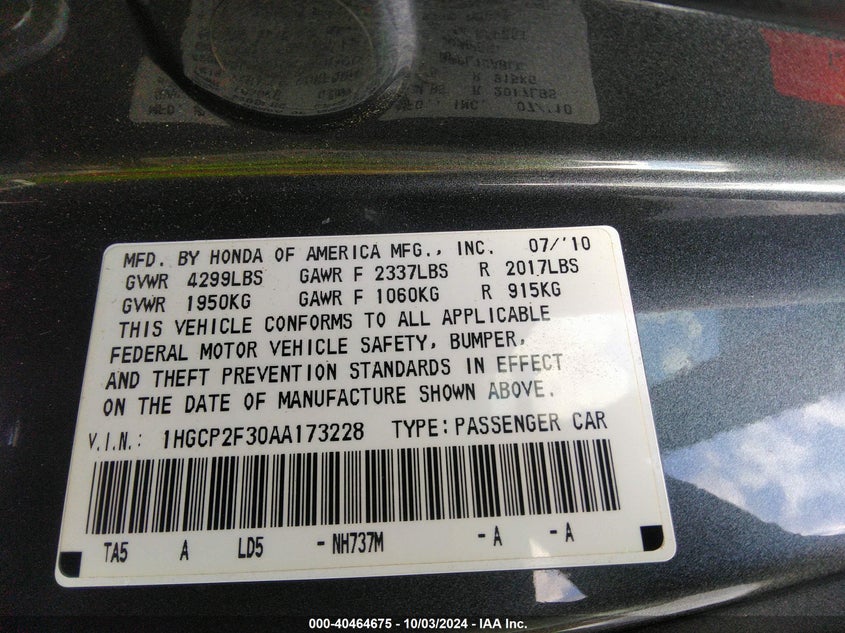 MFD. BY HONDA OF AMERICA MFG., INC. 07/'10
GVWR 4299LBS GAWR F 2337LBS R 2017LBS
GVWR 1950KG GAWR F 1060KG R 915KG
THIS VEHICLE CONFORMS TO ALL APPLICABLE
FEDERAL MOTOR VEHICLE SAFETY, BUMPER,
AND THEFT PREVENTION STANDARDS IN EFFECT
ON THE DATE OF MANUFACTURE SHOWN ABOVE.
V.I.N.: 1HGCP2F30AA173228 TYPE: PASSENGER CAR
TA5 A LD5 - NH737M - A - A
000-40464675 - 10/03/2024 - IAA Inc.